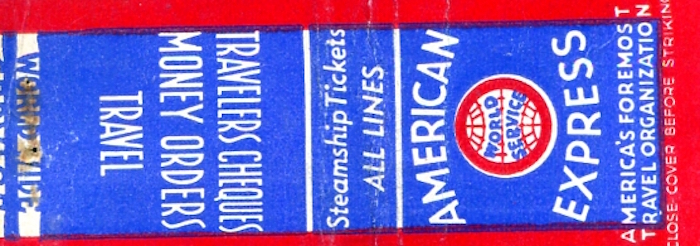 AMERICAN
WORLD
SERVICE
EXPRESS
AMERICA'S FOREMOST
TRAVEL ORGANIZATION
CLOSE COVER BEFORE STRIKING
Steamship Tickets
ALL LINES
TRAVELERS CHEQUES
MONEY ORDERS
TRAVEL